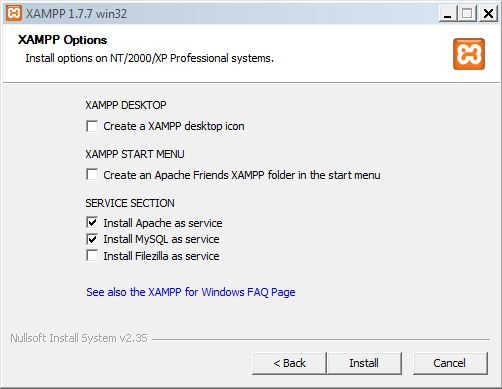 XAMPP 1.7.7 win32
XAMPP Options
Install options on NT/2000/XP Professional systems.
XAMPP DESKTOP
Create a XAMPP desktop icon
XAMPP START MENU
Create an Apache Friends XAMPP folder in the start menu
SERVICE SECTION
Install Apache as service
Install MySQL as service
Install Filezilla as service
See also the XAMPP for Windows FAQ Page
Nullsoft Install System v2.35
< Back Install Cancel